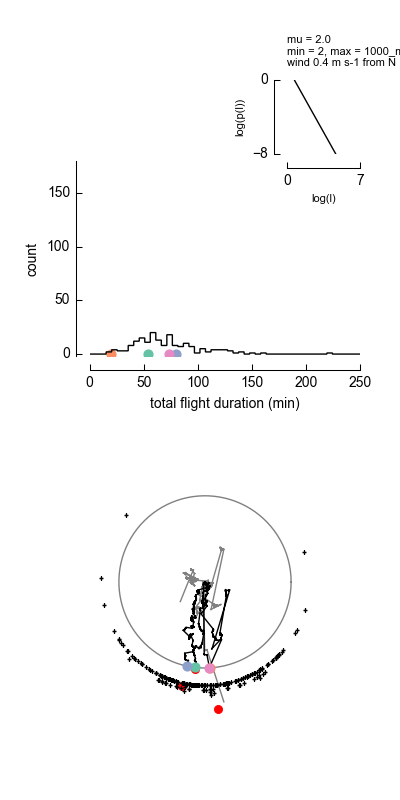 mu = 2.0
min = 2, max = 1000_m
wind 0.4 m s-1 from N
0
log(p(l))
−8
0 7
log(l)
150
100
50
0
count
0 50 100 150 200 250
total flight duration (min)